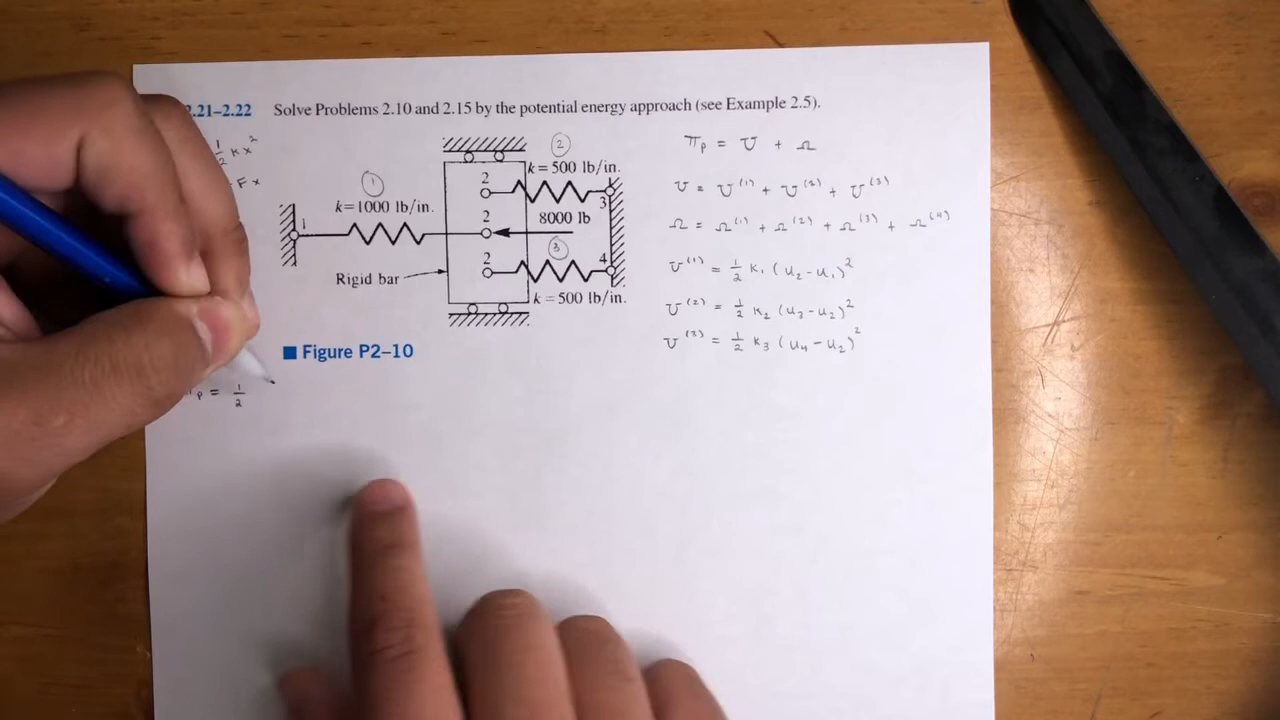 2.21–2.22 Solve Problems 2.10 and 2.15 by the potential energy approach (see Example 2.5).
1/2 kx²
Fx
①
k = 1000 lb/in.
1
Rigid bar
2
2
2
②
k = 500 lb/in.
3
8000 lb
③
4
k = 500 lb/in.
■ Figure P2–10
πp = U + Ω
U = U⁽¹⁾ + U⁽²⁾ + U⁽³⁾
Ω = Ω⁽¹⁾ + Ω⁽²⁾ + Ω⁽³⁾ + Ω⁽⁴⁾
U⁽¹⁾ = 1/2 K₁ (u₂ - u₁)²
U⁽²⁾ = 1/2 K₂ (u₃ - u₂)²
U⁽³⁾ = 1/2 K₃ (u₄ - u₂)²
p = 1/2